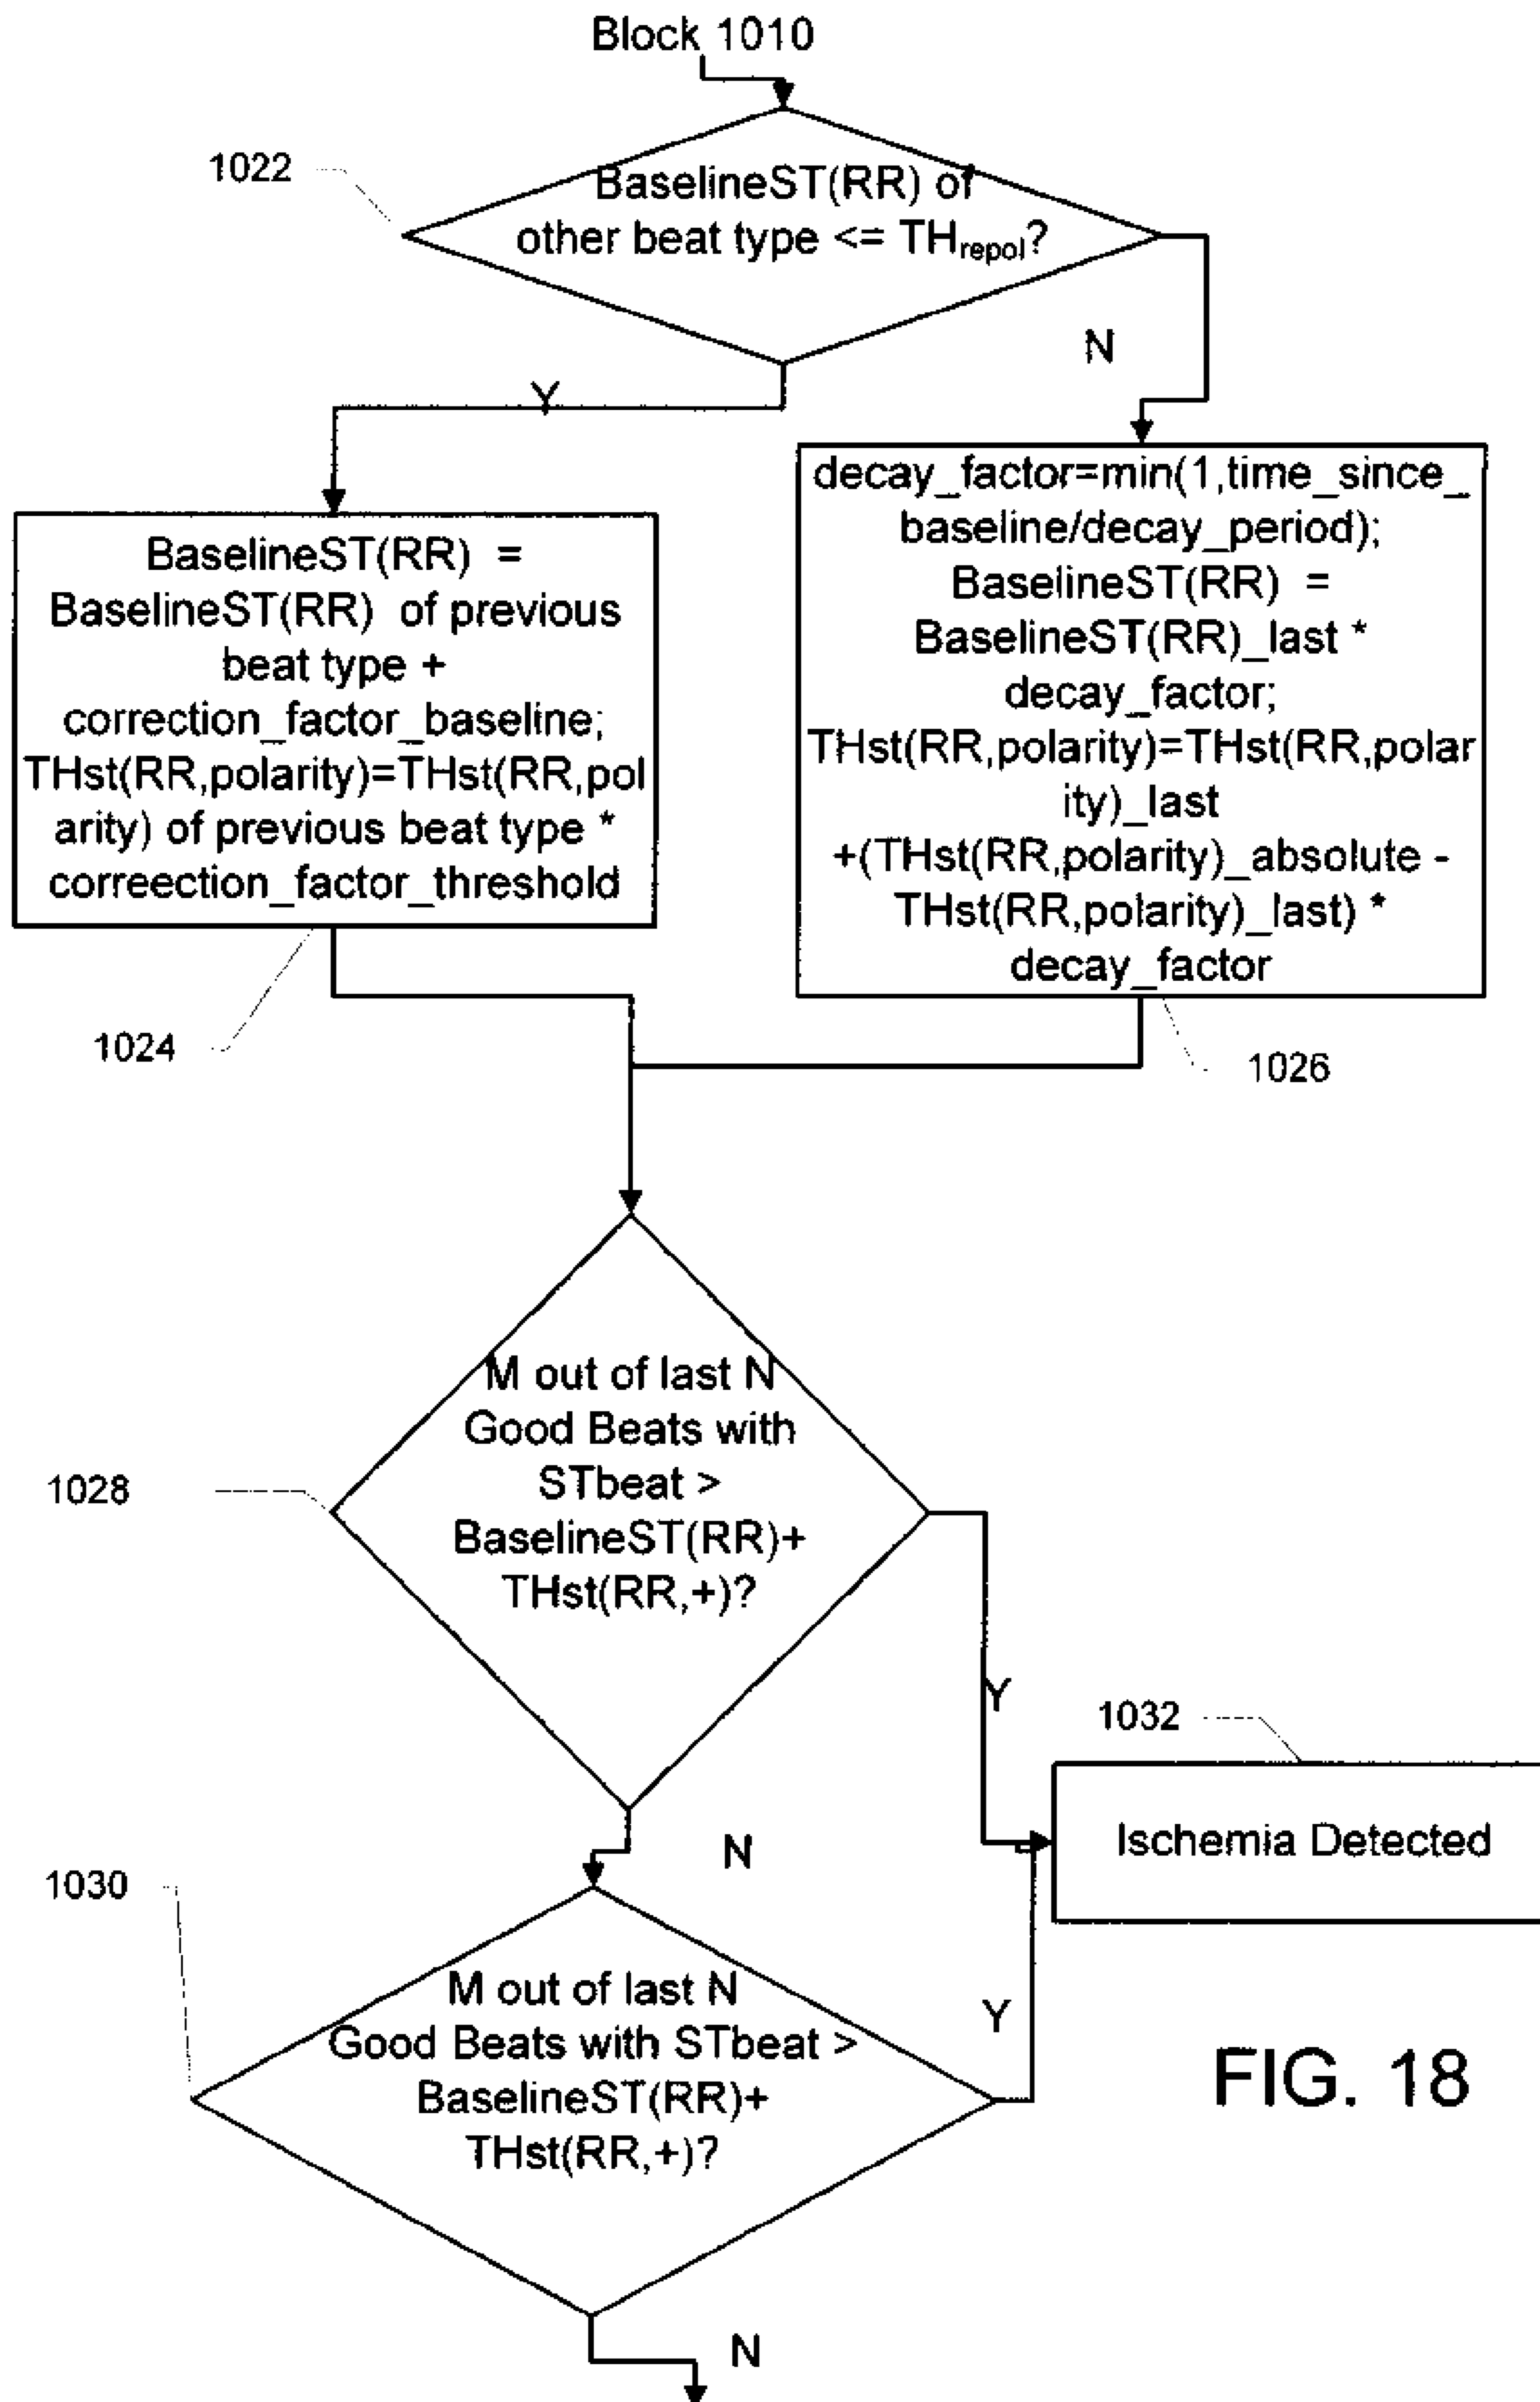 Block 1010
1022
BaselineST(RR) of
other beat type <= THrepol?
N
Y
decay_factor=min(1,time_since_
baseline/decay_period);
BaselineST(RR) =
BaselineST(RR)_last *
decay_factor;
THst(RR,polarity)=THst(RR,polar
ity)_last
+(THst(RR,polarity)_absolute -
THst(RR,polarity)_last) *
decay_factor
BaselineST(RR) =
BaselineST(RR) of previous
beat type +
correction_factor_baseline;
THst(RR,polarity)=THst(RR,pol
arity) of previous beat type *
correection_factor_threshold
1024
1026
M out of last N
Good Beats with
STbeat >
BaselineST(RR)+
THst(RR,+)?
1028
Y
1032
Ischemia Detected
N
1030
M out of last N
Good Beats with STbeat >
BaselineST(RR)+
THst(RR,+)?
Y
FIG. 18
N